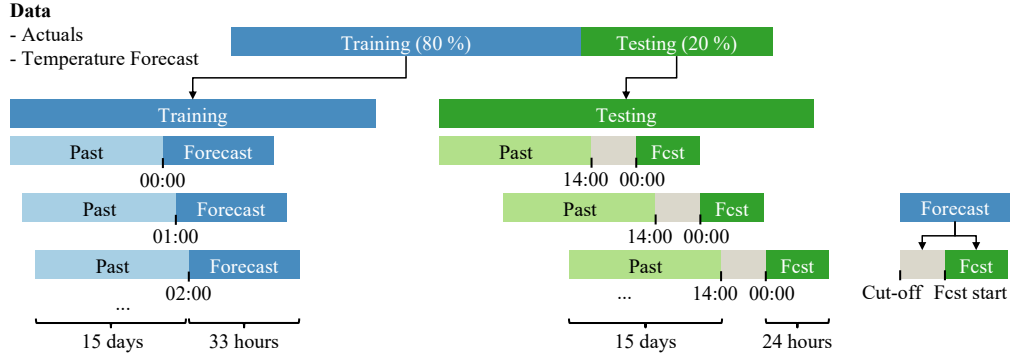 Data
- Actuals
- Temperature Forecast
Training (80 %) Testing (20 %)
Training Testing
Past Forecast Past Fcst
00:00 14:00 00:00
Past Forecast Past Fcst Forecast
01:00 14:00 00:00
Past Forecast Past Fcst Fcst
02:00 ... 14:00 00:00 Cut-off Fcst start
...
15 days 33 hours 15 days 24 hours